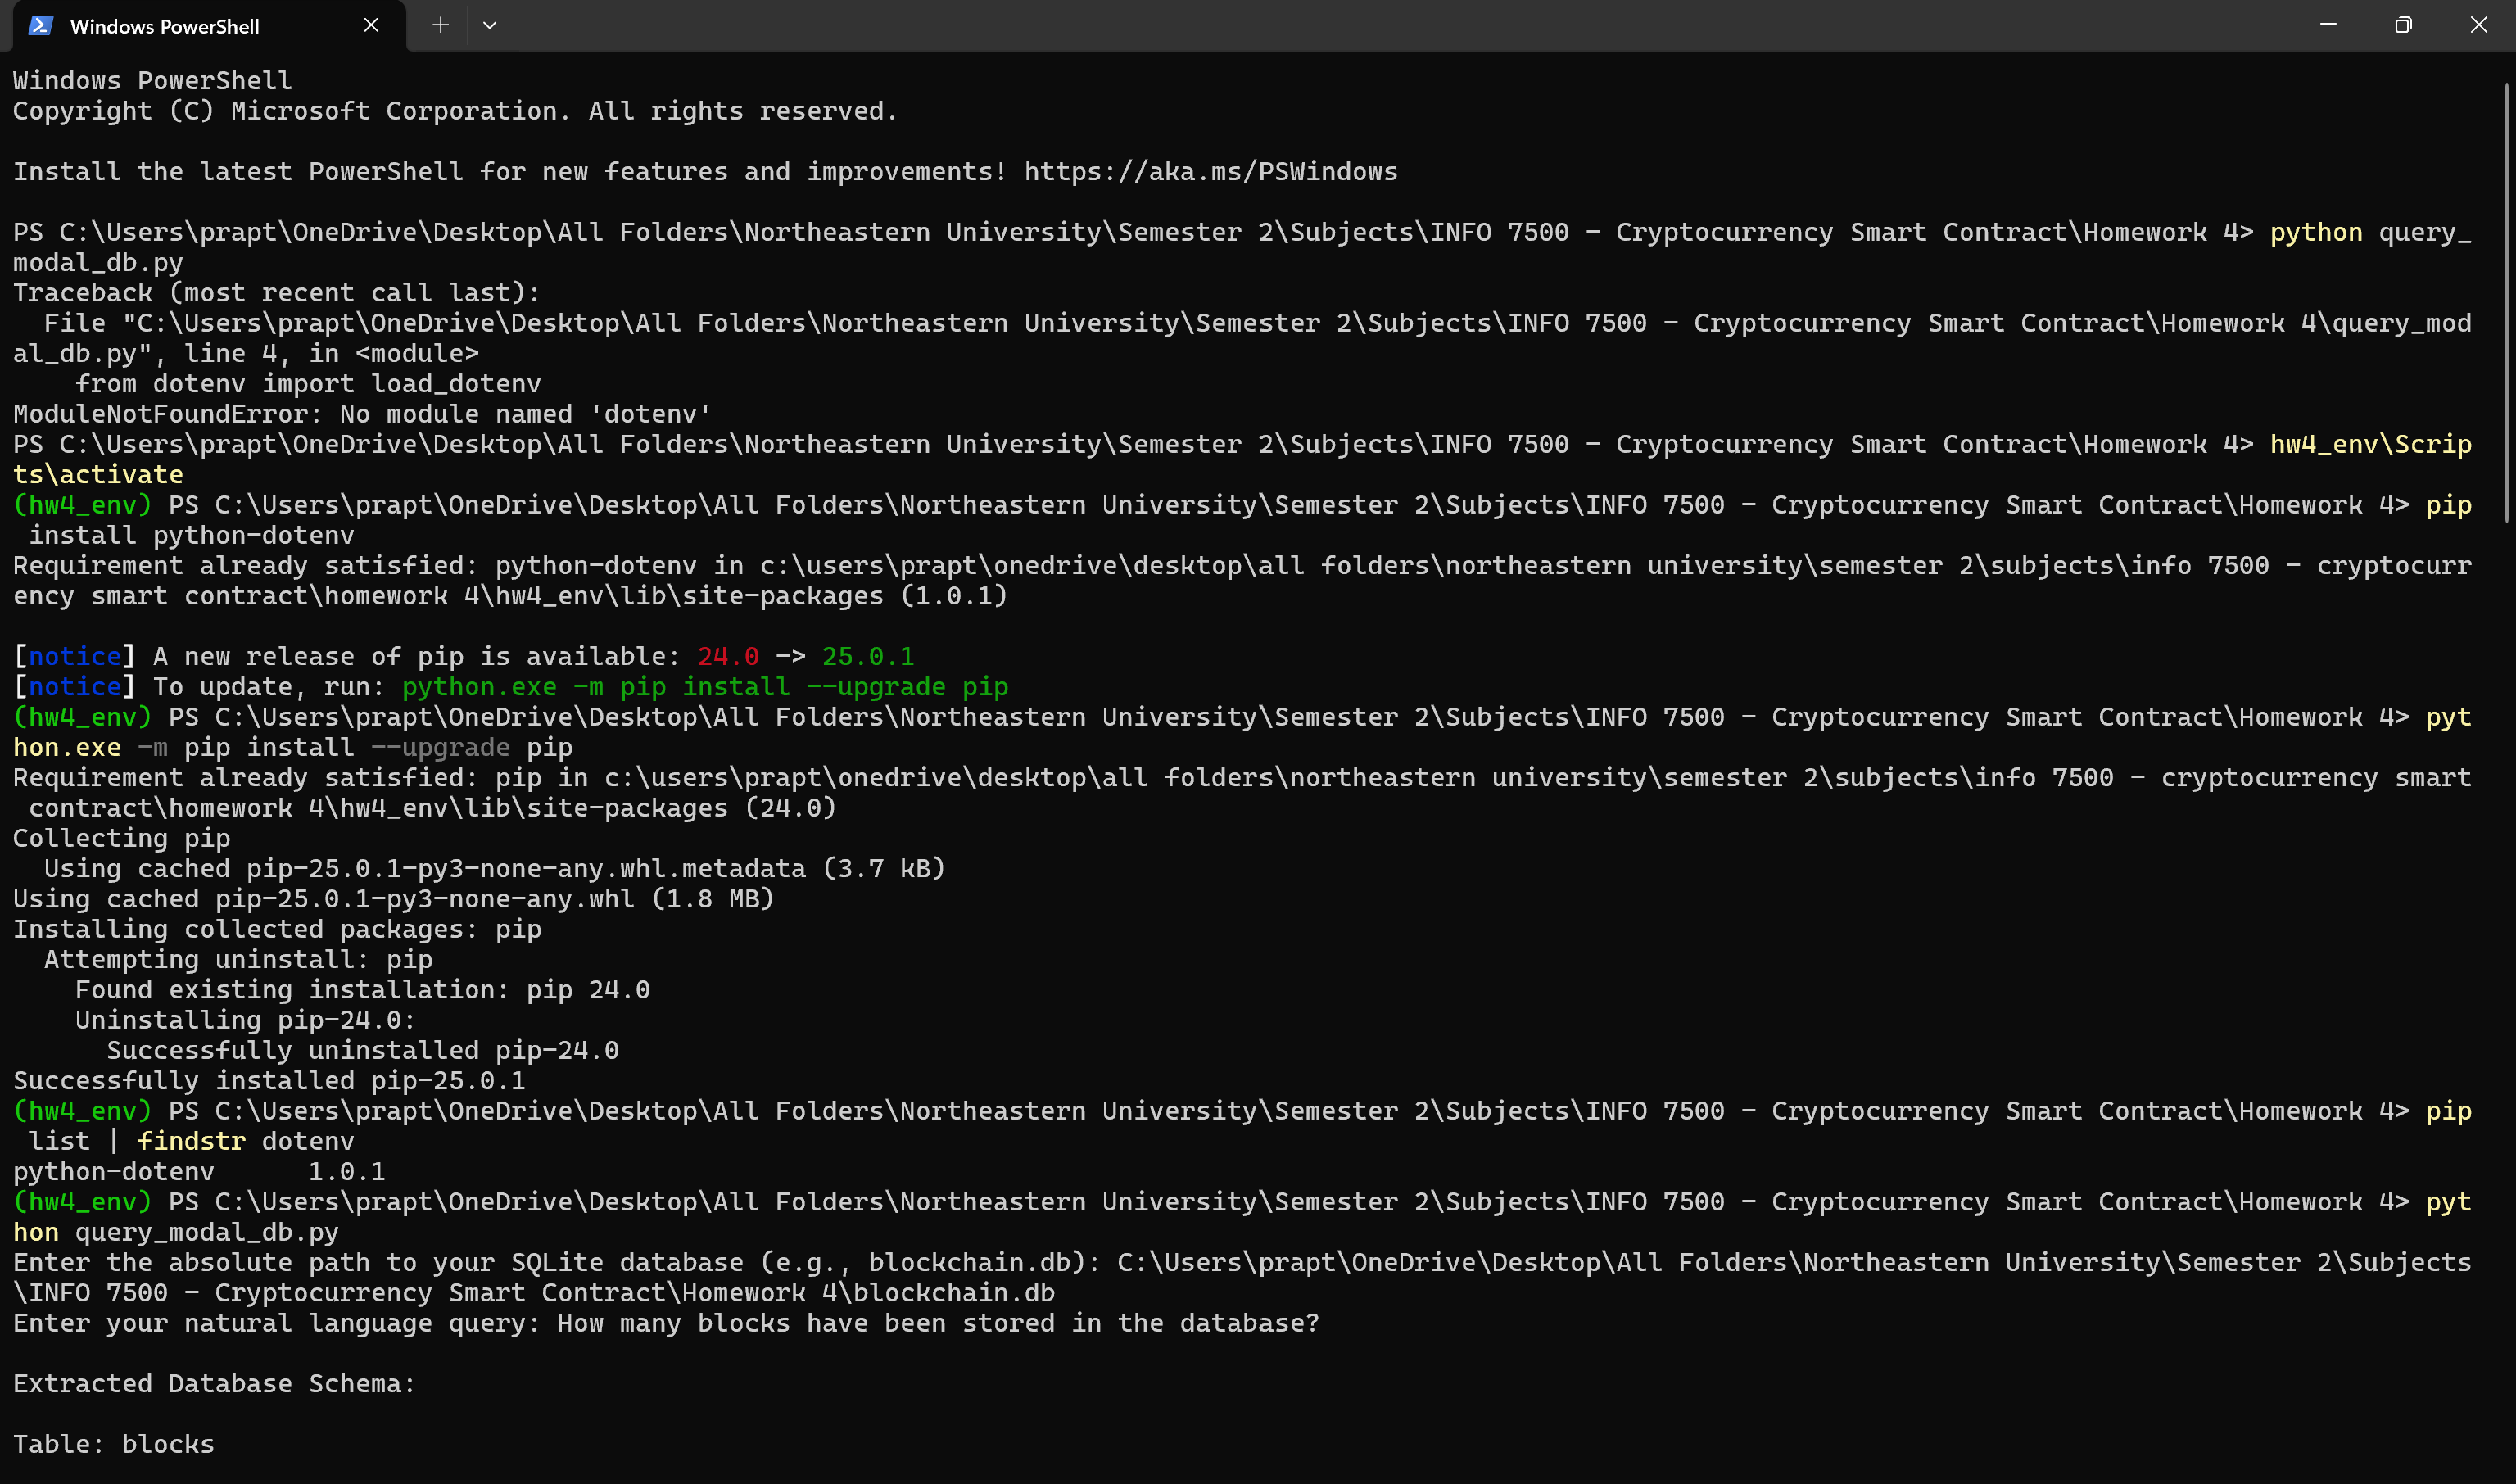 Windows PowerShell
Windows PowerShell
Copyright (C) Microsoft Corporation. All rights reserved.
Install the latest PowerShell for new features and improvements! https://aka.ms/PSWindows
PS C:\Users\prapt\OneDrive\Desktop\All Folders\Northeastern University\Semester 2\Subjects\INFO 7500 - Cryptocurrency Smart Contract\Homework 4> python query_
modal_db.py
Traceback (most recent call last):
  File "C:\Users\prapt\OneDrive\Desktop\All Folders\Northeastern University\Semester 2\Subjects\INFO 7500 - Cryptocurrency Smart Contract\Homework 4\query_mod
al_db.py", line 4, in <module>
    from dotenv import load_dotenv
ModuleNotFoundError: No module named 'dotenv'
PS C:\Users\prapt\OneDrive\Desktop\All Folders\Northeastern University\Semester 2\Subjects\INFO 7500 - Cryptocurrency Smart Contract\Homework 4> hw4_env\Scrip
ts\activate
(hw4_env) PS C:\Users\prapt\OneDrive\Desktop\All Folders\Northeastern University\Semester 2\Subjects\INFO 7500 - Cryptocurrency Smart Contract\Homework 4> pip
 install python-dotenv
Requirement already satisfied: python-dotenv in c:\users\prapt\onedrive\desktop\all folders\northeastern university\semester 2\subjects\info 7500 - cryptocurr
ency smart contract\homework 4\hw4_env\lib\site-packages (1.0.1)
[notice] A new release of pip is available: 24.0 -> 25.0.1
[notice] To update, run: python.exe -m pip install --upgrade pip
(hw4_env) PS C:\Users\prapt\OneDrive\Desktop\All Folders\Northeastern University\Semester 2\Subjects\INFO 7500 - Cryptocurrency Smart Contract\Homework 4> pyt
hon.exe -m pip install --upgrade pip
Requirement already satisfied: pip in c:\users\prapt\onedrive\desktop\all folders\northeastern university\semester 2\subjects\info 7500 - cryptocurrency smart
 contract\homework 4\hw4_env\lib\site-packages (24.0)
Collecting pip
  Using cached pip-25.0.1-py3-none-any.whl.metadata (3.7 kB)
Using cached pip-25.0.1-py3-none-any.whl (1.8 MB)
Installing collected packages: pip
  Attempting uninstall: pip
    Found existing installation: pip 24.0
    Uninstalling pip-24.0:
      Successfully uninstalled pip-24.0
Successfully installed pip-25.0.1
(hw4_env) PS C:\Users\prapt\OneDrive\Desktop\All Folders\Northeastern University\Semester 2\Subjects\INFO 7500 - Cryptocurrency Smart Contract\Homework 4> pip
 list | findstr dotenv
python-dotenv      1.0.1
(hw4_env) PS C:\Users\prapt\OneDrive\Desktop\All Folders\Northeastern University\Semester 2\Subjects\INFO 7500 - Cryptocurrency Smart Contract\Homework 4> pyt
hon query_modal_db.py
Enter the absolute path to your SQLite database (e.g., blockchain.db): C:\Users\prapt\OneDrive\Desktop\All Folders\Northeastern University\Semester 2\Subjects
\INFO 7500 - Cryptocurrency Smart Contract\Homework 4\blockchain.db
Enter your natural language query: How many blocks have been stored in the database?
Extracted Database Schema:
Table: blocks